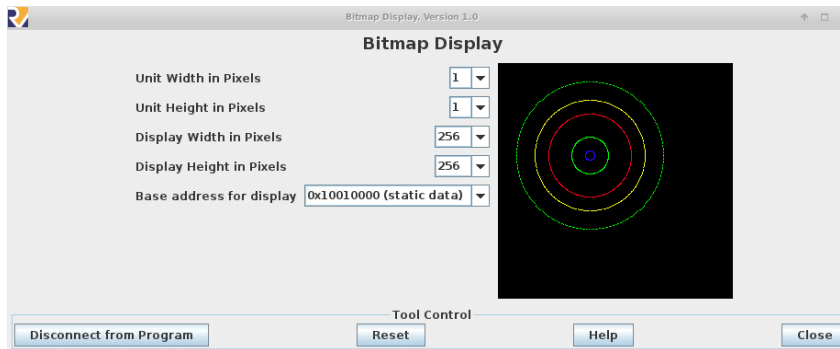 Bitmap Display, Version 1.0
Bitmap Display
Unit Width in Pixels 1
Unit Height in Pixels 1
Display Width in Pixels 256
Display Height in Pixels 256
Base address for display 0x10010000 (static data)
Tool Control
Disconnect from Program Reset Help Close